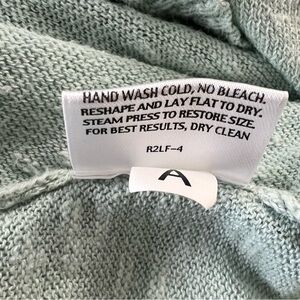 HAND WASH COLD, NO BLEACH.
RESHAPE AND LAY FLAT TO DRY.
STEAM PRESS TO RESTORE SIZE.
FOR BEST RESULTS, DRY CLEAN
R2LF-4
A